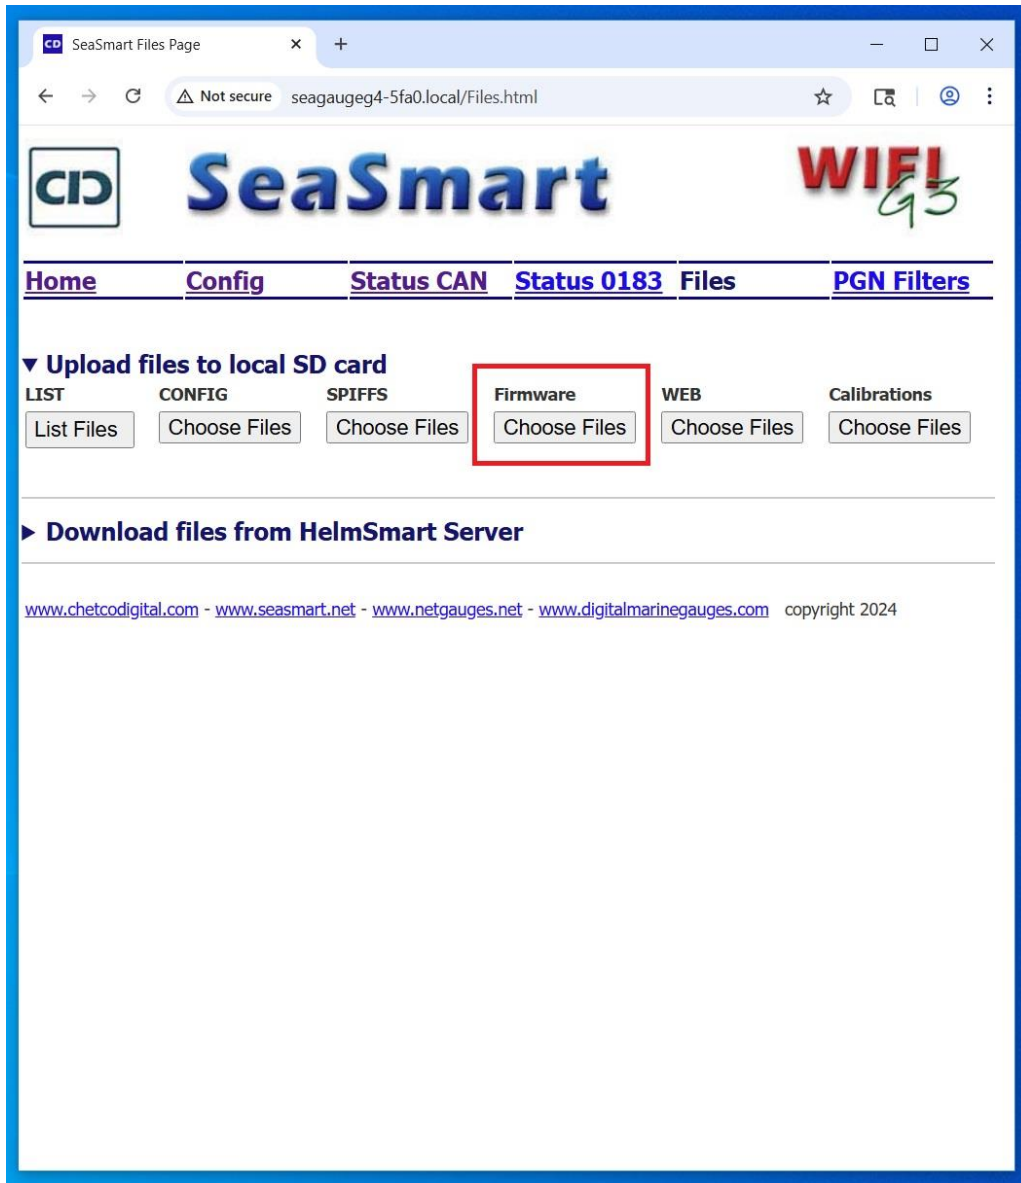 CD SeaSmart Files Page
Not secure seagaugeg4-5fa0.local/Files.html
CD SeaSmart WIFI G3
Home Config Status CAN Status 0183 Files PGN Filters
Upload files to local SD card
LIST CONFIG SPIFFS Firmware WEB Calibrations
List Files Choose Files Choose Files Choose Files Choose Files Choose Files
Download files from HelmSmart Server
www.chetcodigital.com - www.seasmart.net - www.netgauges.net - www.digitalmarinegauges.com copyright 2024